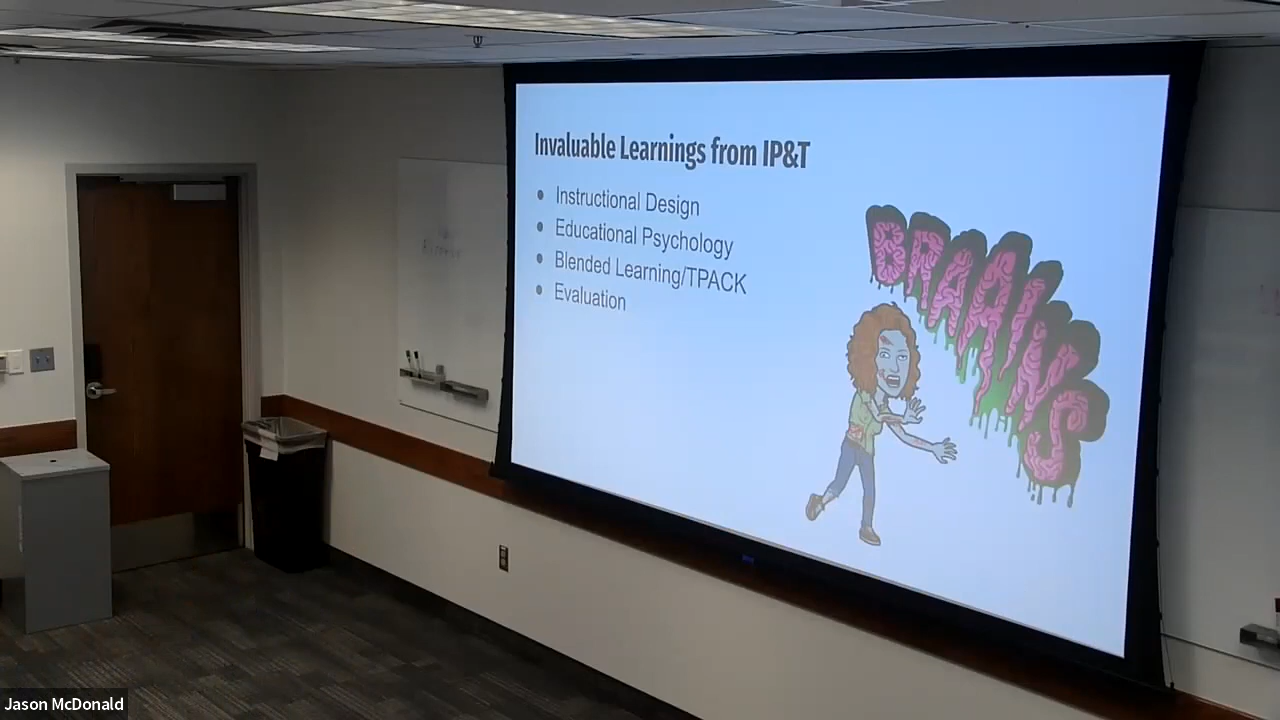 Invaluable Learnings from IP&T
Instructional Design
Educational Psychology
Blended Learning/TPACK
Evaluation
BRAAINS
Jason McDonald